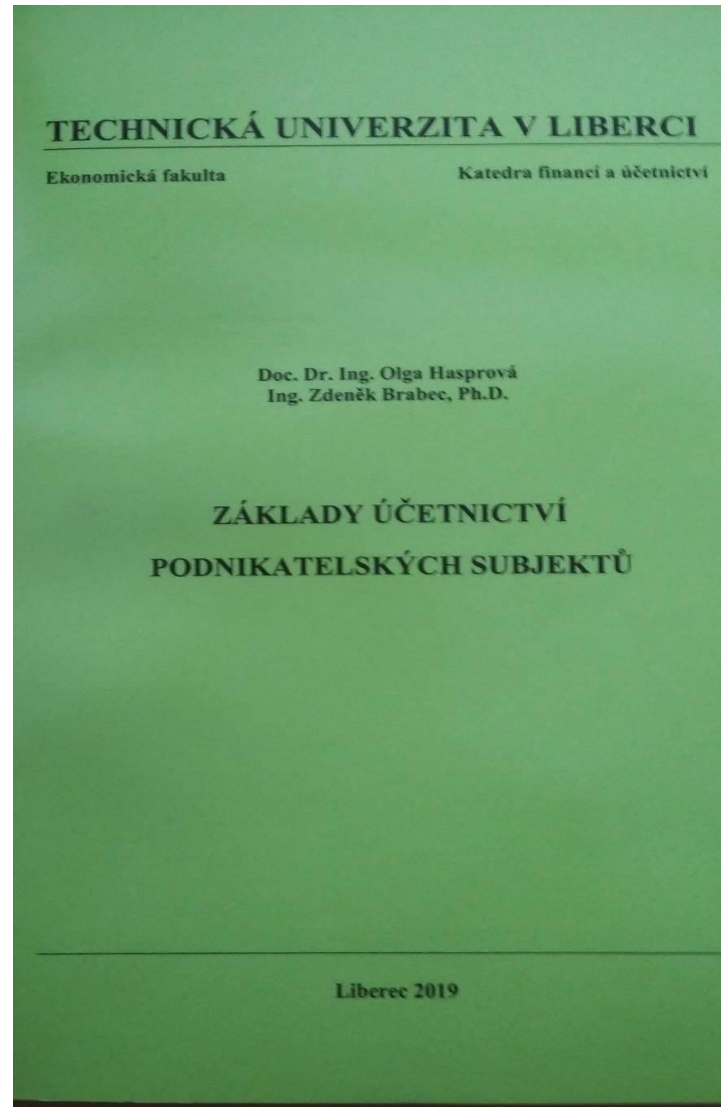 TECHNICKÁ UNIVERZITA V LIBERCI
Ekonomická fakulta Katedra financí a účetnictví
Doc. Dr. Ing. Olga Hasprová
Ing. Zdeněk Brabec, Ph.D.
ZÁKLADY ÚČETNICTVÍ
PODNIKATELSKÝCH SUBJEKTŮ
Liberec 2019